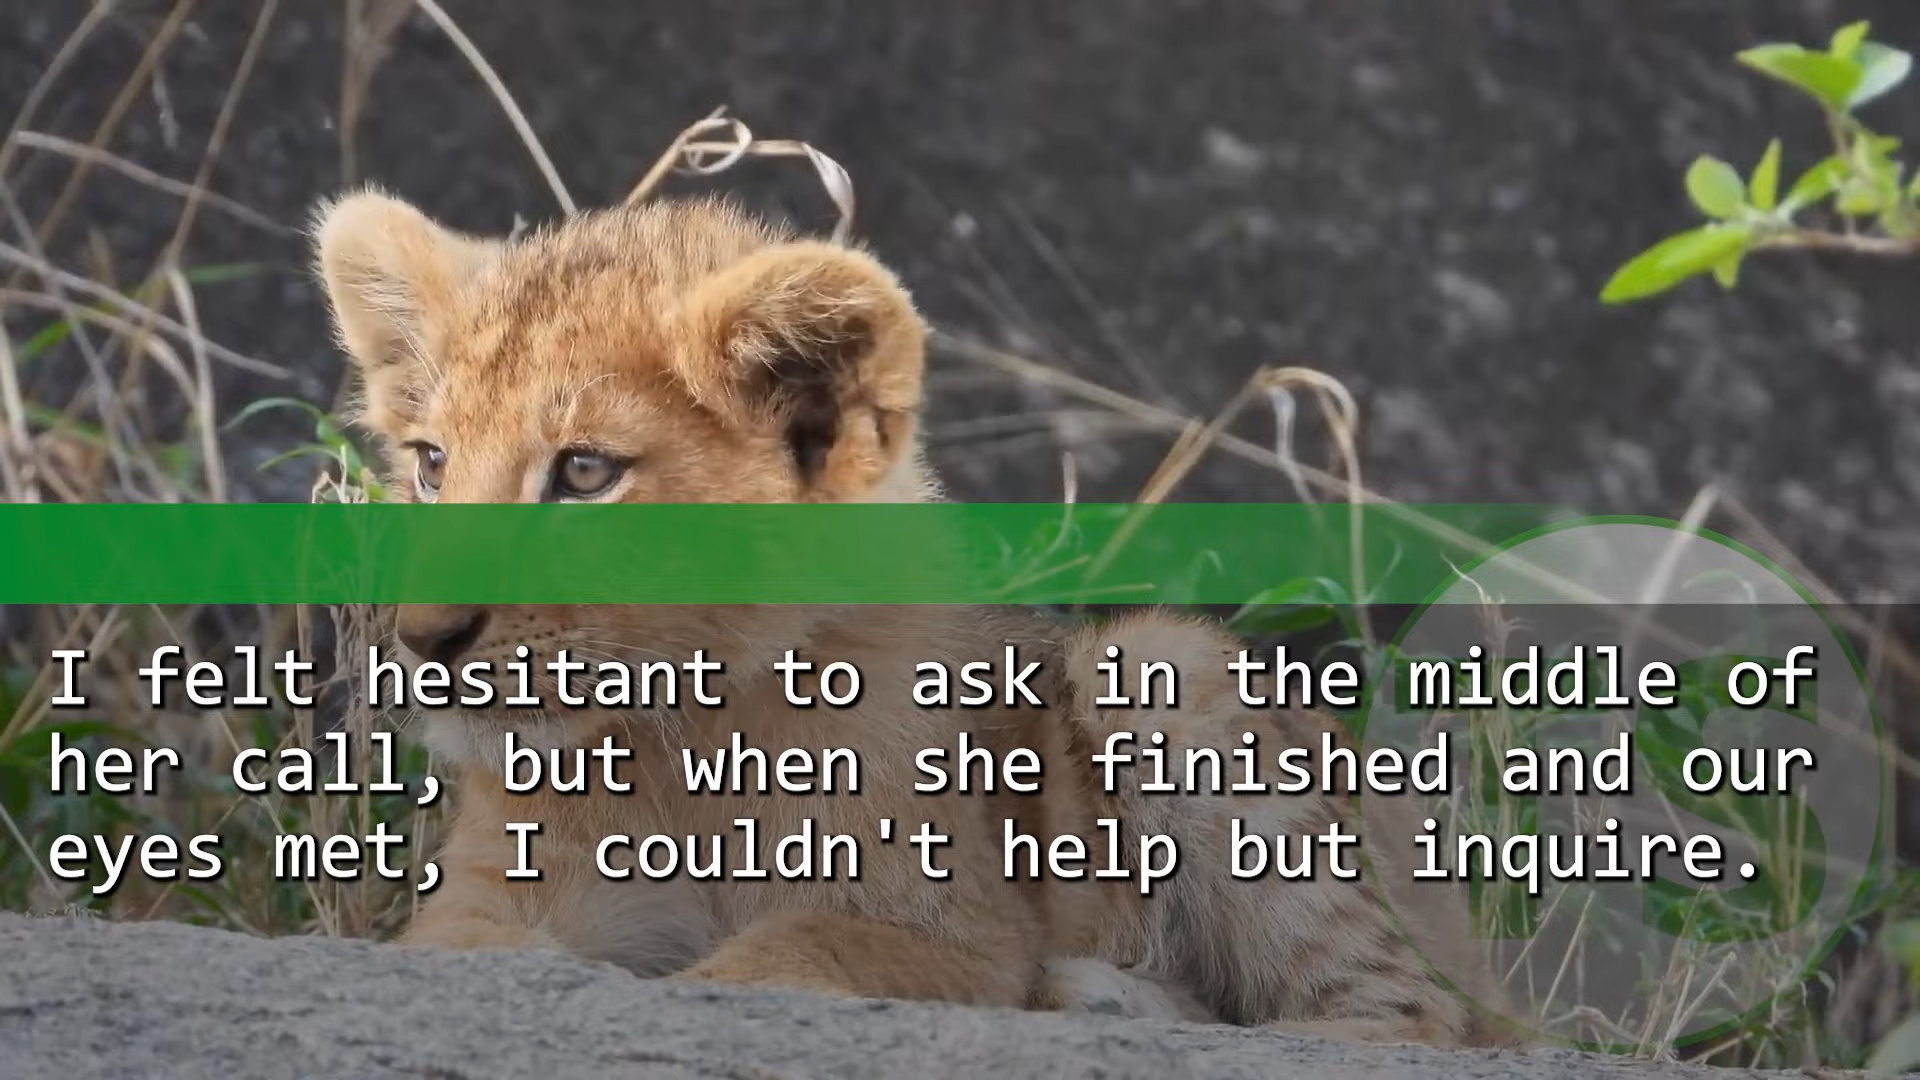 I felt hesitant to ask in the middle of
her call, but when she finished and our
eyes met, I couldn't help but inquire.